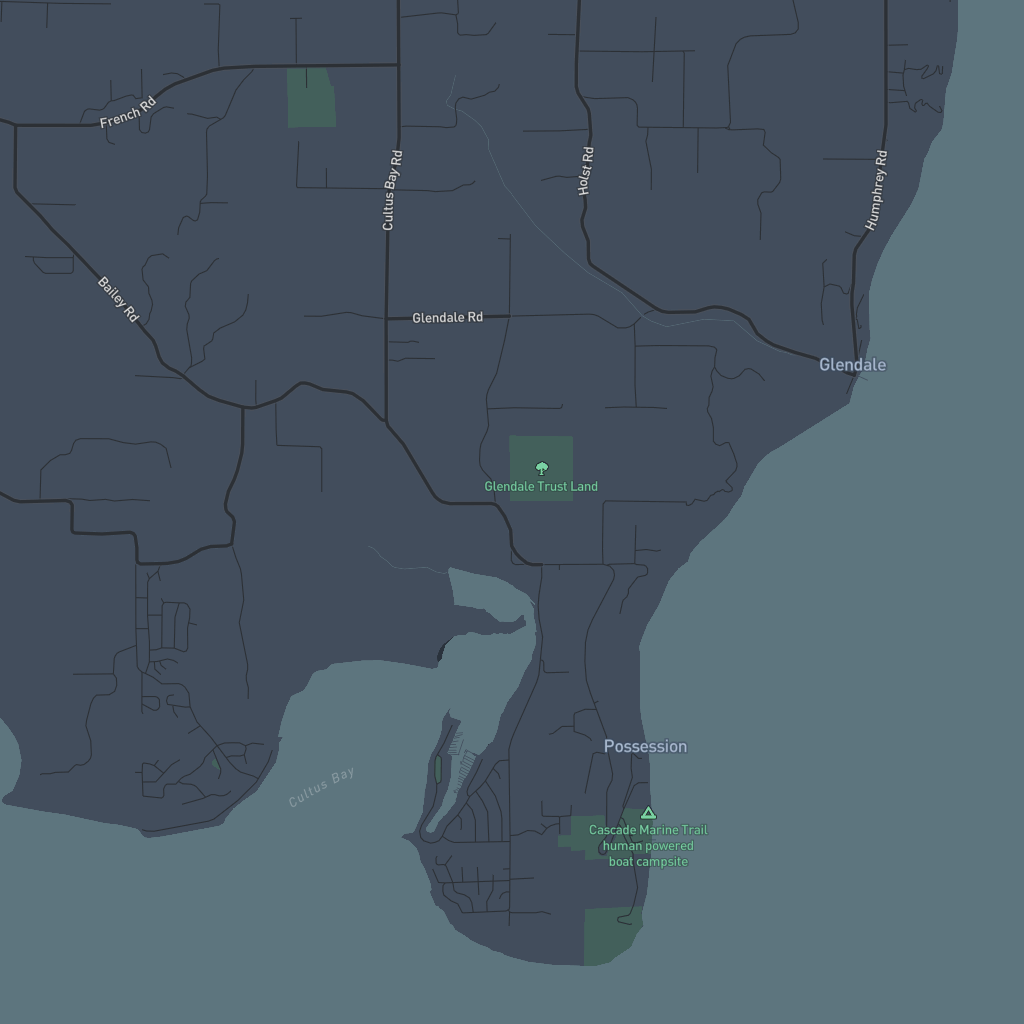 French Rd
Cultus Bay Rd
Holst Rd
Humphrey Rd
Bailey Rd
Glendale Rd
Glendale
Glendale Trust Land
Possession
Cultus Bay
Cascade Marine Trail
human powered
boat campsite